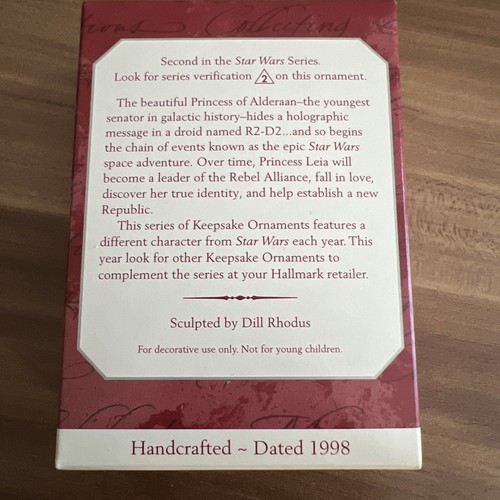 Collecting
Second in the Star Wars Series.
Look for series verification 2 on this ornament.
The beautiful Princess of Alderaan–the youngest
senator in galactic history–hides a holographic
message in a droid named R2-D2...and so begins
the chain of events known as the epic Star Wars
space adventure. Over time, Princess Leia will
become a leader of the Rebel Alliance, fall in love,
discover her true identity, and help establish a new
Republic.
This series of Keepsake Ornaments features a
different character from Star Wars each year. This
year look for other Keepsake Ornaments to
complement the series at your Hallmark retailer.
Sculpted by Dill Rhodus
For decorative use only. Not for young children.
Handcrafted ~ Dated 1998